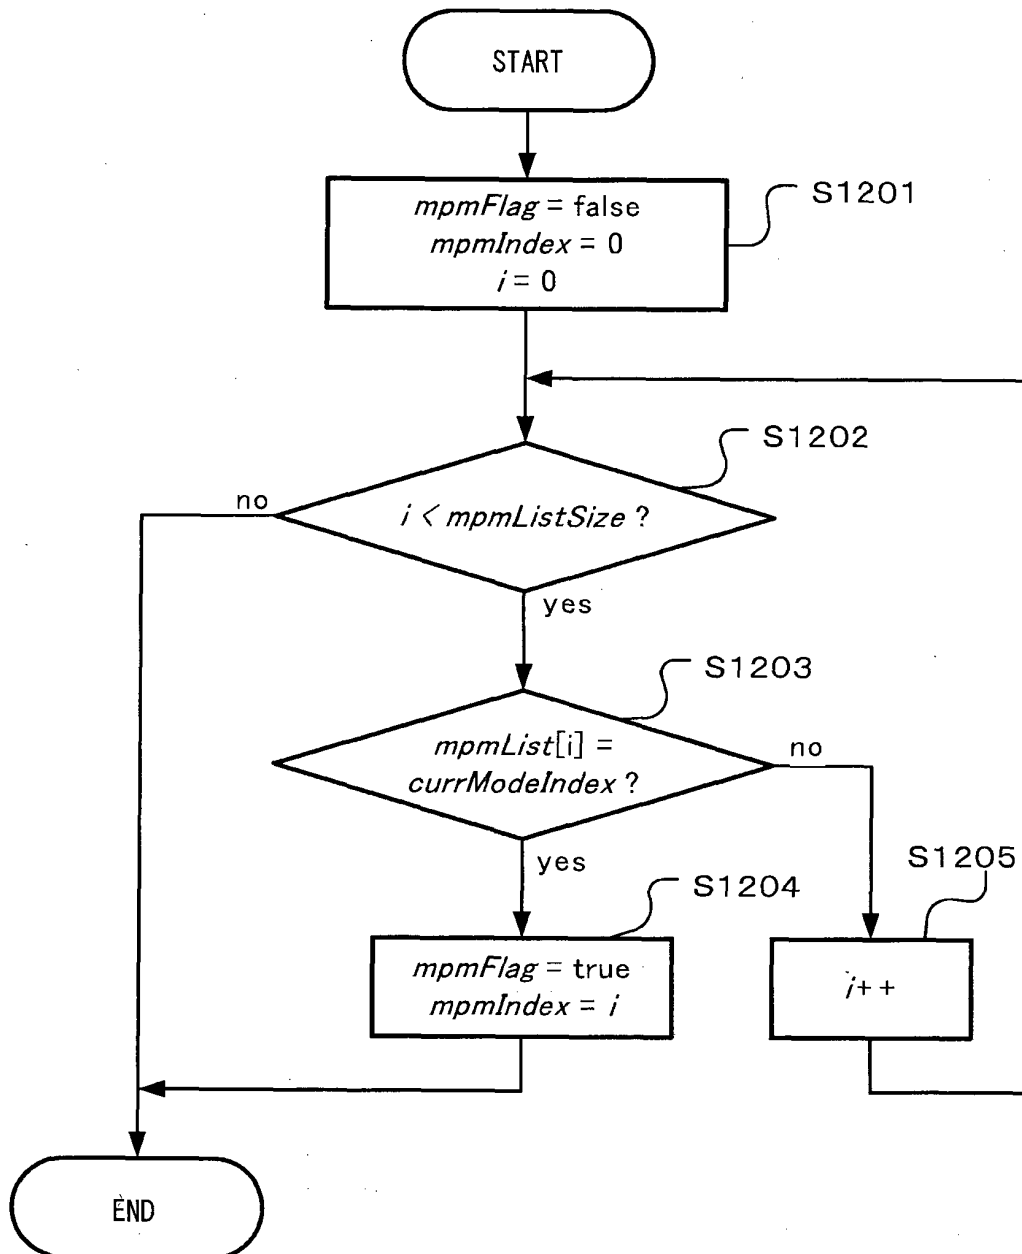 START
mpmFlag = false
mpmIndex = 0
i = 0
S1201
S1202
i < mpmListSize ?
no
yes
S1203
mpmList[i] =
currModeIndex ?
no
yes
S1204
mpmFlag = true
mpmIndex = i
S1205
i++
END